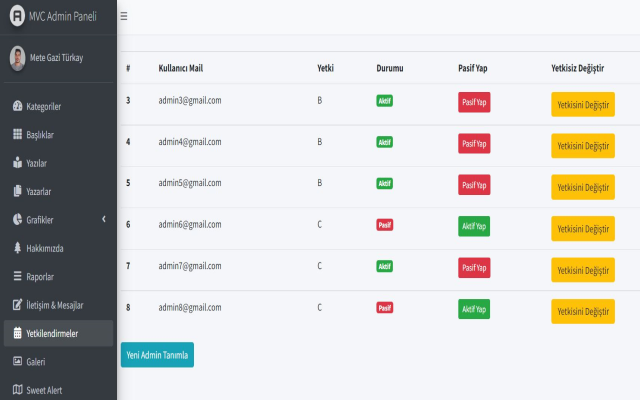 MVC Admin Paneli
Mete Gazi Türkay
Kategoriler
Başlıklar
Yazılar
Yazarlar
Grafikler
Hakkımızda
Raporlar
İletişim & Mesajlar
Yetkilendirmeler
Galeri
Sweet Alert
# Kullanıcı Mail Yetki Durumu Pasif Yap Yetkisiz Değiştir
3 admin3@gmail.com B Aktif Pasif Yap Yetkisini Değiştir
4 admin4@gmail.com B Aktif Pasif Yap Yetkisini Değiştir
5 admin5@gmail.com B Aktif Pasif Yap Yetkisini Değiştir
6 admin6@gmail.com C Pasif Aktif Yap Yetkisini Değiştir
7 admin7@gmail.com C Aktif Pasif Yap Yetkisini Değiştir
8 admin8@gmail.com C Pasif Aktif Yap Yetkisini Değiştir
Yeni Admin Tanımla